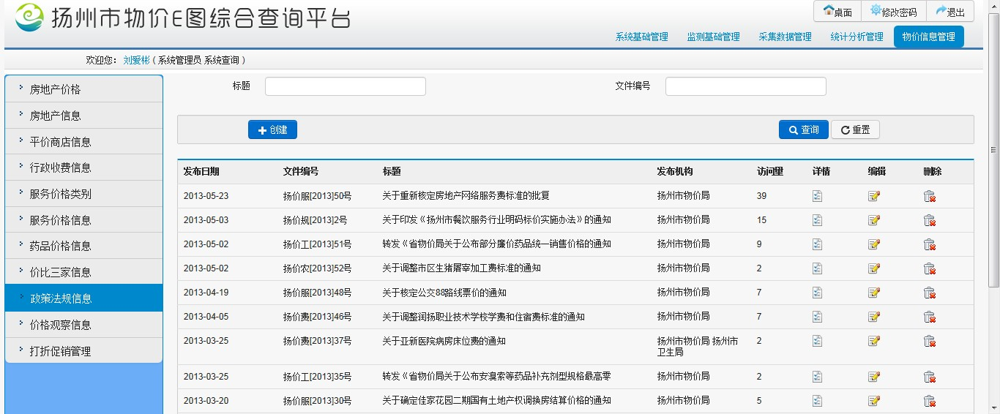 扬州市物价E图综合查询平台
桌面 修改密码 退出
系统基础管理 监测基础管理 采集数据管理 统计分析管理 物价信息管理
欢迎您： 刘爱彬 ( 系统管理员 系统查询 )
房地产价格
房地产信息
平价商店信息
行政收费信息
服务价格类别
服务价格信息
药品价格信息
价比三家信息
政策法规信息
价格观察信息
打折促销管理
标题 文件编号
创建 查询 重置
发布日期 文件编号 标题 发布机构 访问量 详情 编辑 删除
2013-05-23 扬价服[2013]50号 关于重新核定房地产网络服务费标准的批复 扬州市物价局 39
2013-05-03 扬价规[2013]2号 关于印发《扬州市餐饮服务行业明码标价实施办法》的通知 扬州市物价局 15
2013-05-02 扬价工[2013]51号 转发《省物价局关于公布部分廉价药品统一销售价格的通知 扬州市物价局 9
2013-05-02 扬价农[2013]52号 关于调整市区生猪屠宰加工费标准的通知 扬州市物价局 2
2013-04-19 扬价服[2013]48号 关于核定公交88路线票价的通知 扬州市物价局 7
2013-04-05 扬价费[2013]46号 关于调整润扬职业技术学校学费和住宿费标准的通知 扬州市物价局 7
2013-03-25 扬价费[2013]37号 关于亚新医院病房床位费的通知 扬州市物价局 扬州市 2
卫生局
2013-03-25 扬价工[2013]35号 转发《省物价局关于公布安溴索等药品补充剂型规格最高零 扬州市物价局 2
2013-03-20 扬价服[2013]30号 关于确定佳家花园二期国有土地产权调换房结算价格的通知 扬州市物价局 5